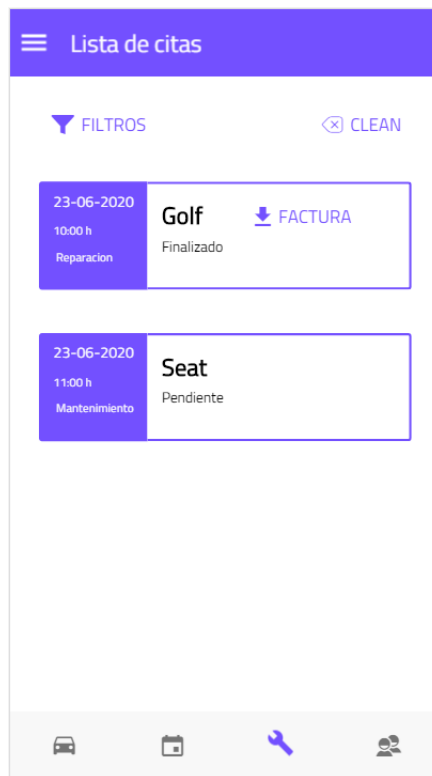 Lista de citas
FILTROS
CLEAN
23-06-2020
10:00 h
Reparacion
Golf
Finalizado
FACTURA
23-06-2020
11:00 h
Mantenimiento
Seat
Pendiente